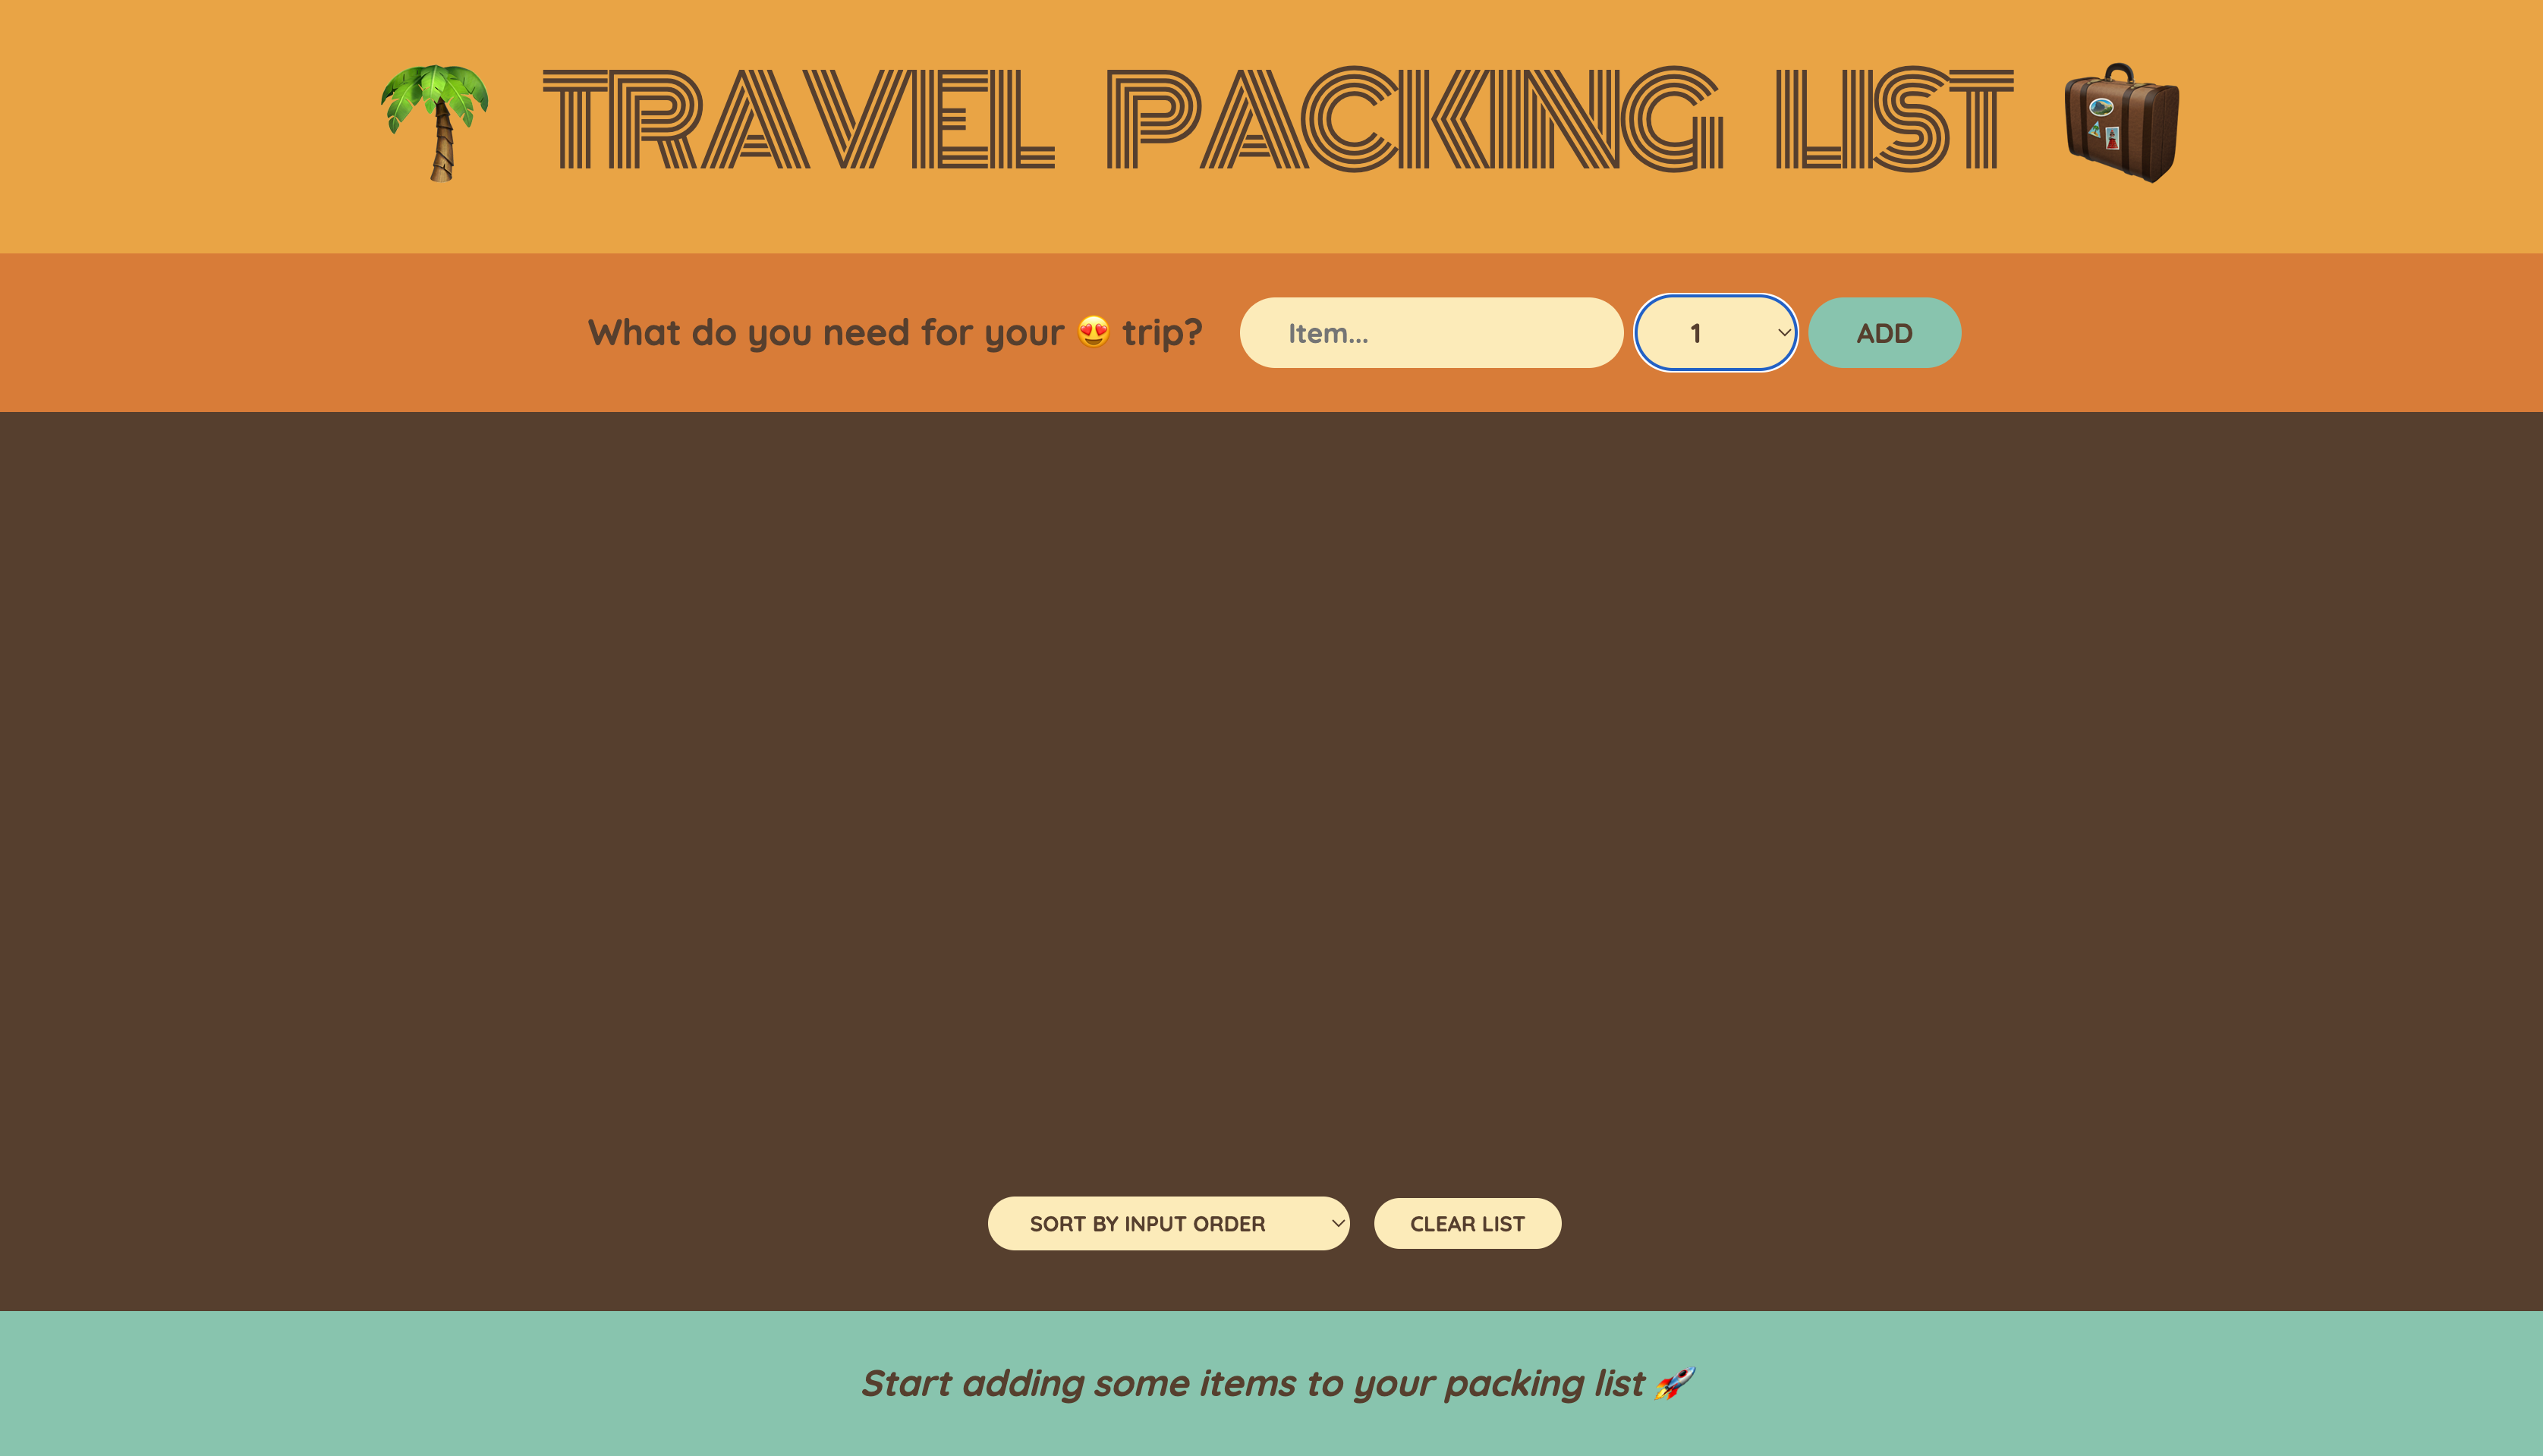 🌴 TRAVEL PACKING LIST 🧳
What do you need for your 😍 trip? Item... 1 ADD
SORT BY INPUT ORDER CLEAR LIST
Start adding some items to your packing list 🚀